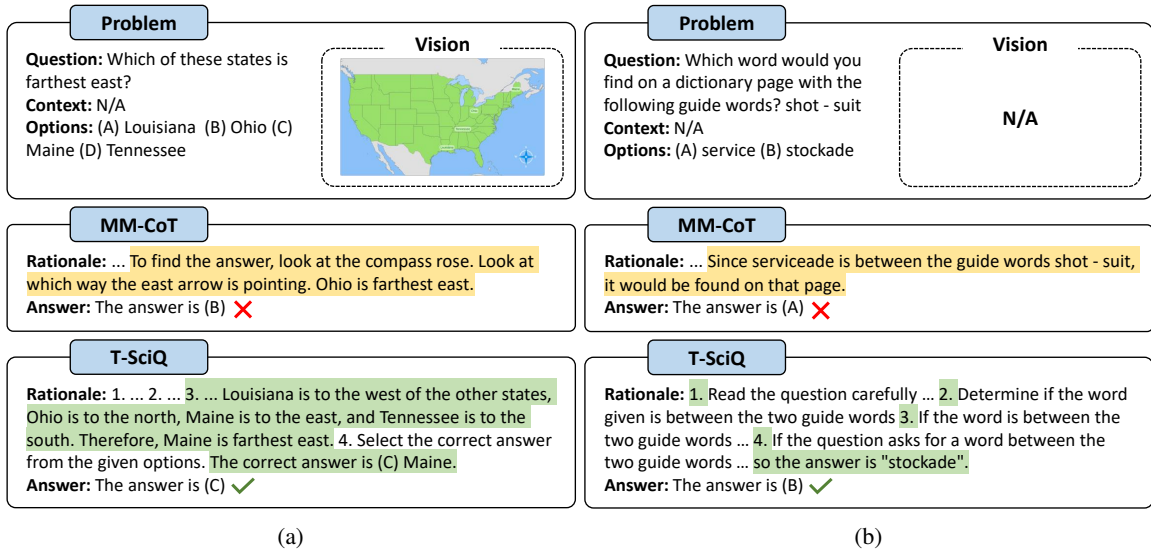 Problem
Vision
Question: Which of these states is
farthest east?
Context: N/A
Options: (A) Louisiana (B) Ohio (C)
Maine (D) Tennessee
MM-CoT
Rationale: ... To find the answer, look at the compass rose. Look at
which way the east arrow is pointing. Ohio is farthest east.
Answer: The answer is (B)
T-SciQ
Rationale: 1. ... 2. ... 3. ... Louisiana is to the west of the other states,
Ohio is to the north, Maine is to the east, and Tennessee is to the
south. Therefore, Maine is farthest east. 4. Select the correct answer
from the given options. The correct answer is (C) Maine.
Answer: The answer is (C)
(a)
Problem
Vision
Question: Which word would you
find on a dictionary page with the
following guide words? shot - suit
Context: N/A
Options: (A) service (B) stockade
N/A
MM-CoT
Rationale: ... Since serviceade is between the guide words shot - suit,
it would be found on that page.
Answer: The answer is (A)
T-SciQ
Rationale: 1. Read the question carefully ... 2. Determine if the word
given is between the two guide words 3. If the word is between the
two guide words ... 4. If the question asks for a word between the
two guide words ... so the answer is "stockade".
Answer: The answer is (B)
(b)